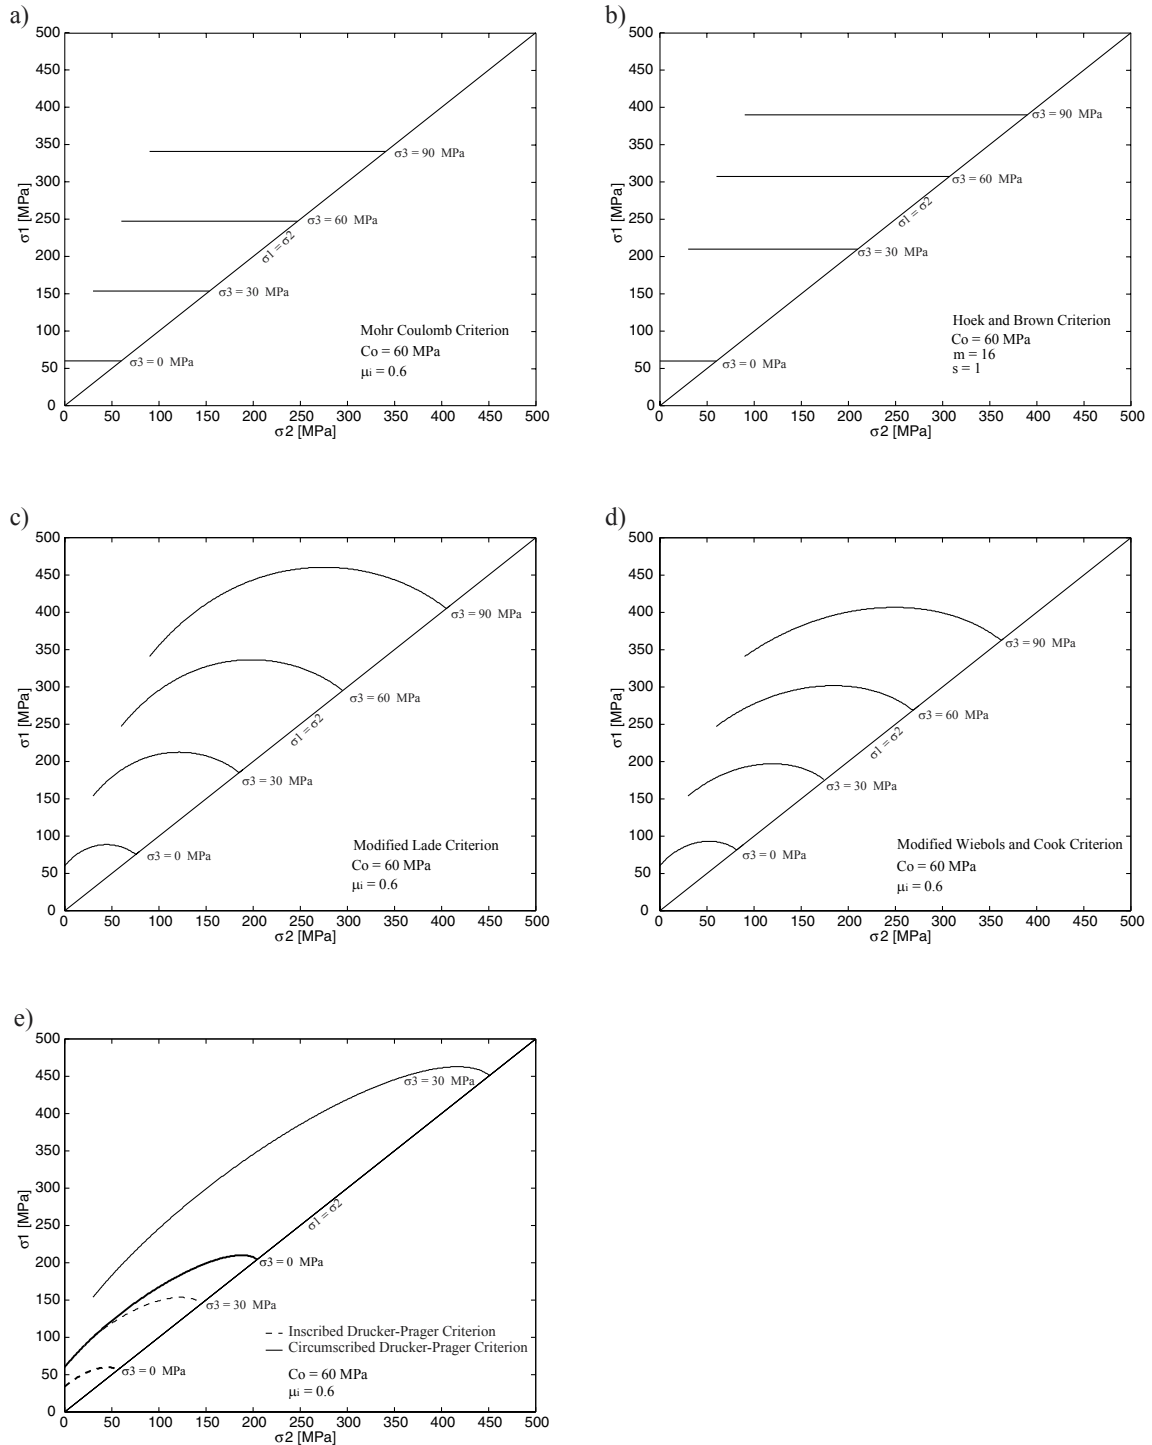 a)
500
450
400
350
300
250
200
150
100
50
0
σ1 [MPa]
σ3 = 90 MPa
σ3 = 60 MPa
σ1 = σ2
σ3 = 30 MPa
σ3 = 0 MPa
Mohr Coulomb Criterion
Co = 60 MPa
μi = 0.6
0 50 100 150 200 250 300 350 400 450 500
σ2 [MPa]
b)
500
450
400
350
300
250
200
150
100
50
0
σ1 [MPa]
σ3 = 90 MPa
σ3 = 60 MPa
σ1 = σ2
σ3 = 30 MPa
σ3 = 0 MPa
Hoek and Brown Criterion
Co = 60 MPa
m = 16
s = 1
0 50 100 150 200 250 300 350 400 450 500
σ2 [MPa]
c)
500
450
400
350
300
250
200
150
100
50
0
σ1 [MPa]
σ3 = 90 MPa
σ3 = 60 MPa
σ1 = σ2
σ3 = 30 MPa
σ3 = 0 MPa
Modified Lade Criterion
Co = 60 MPa
μi = 0.6
0 50 100 150 200 250 300 350 400 450 500
σ2 [MPa]
d)
500
450
400
350
300
250
200
150
100
50
0
σ1 [MPa]
σ3 = 90 MPa
σ3 = 60 MPa
σ1 = σ2
σ3 = 30 MPa
σ3 = 0 MPa
Modified Wiebols and Cook Criterion
Co = 60 MPa
μi = 0.6
0 50 100 150 200 250 300 350 400 450 500
σ2 [MPa]
e)
500
450
400
350
300
250
200
150
100
50
0
σ1 [MPa]
σ3 = 30 MPa
σ1 = σ2
σ3 = 0 MPa
σ3 = 30 MPa
σ3 = 0 MPa
Inscribed Drucker-Prager Criterion
Circumscribed Drucker-Prager Criterion
Co = 60 MPa
μi = 0.6
0 50 100 150 200 250 300 350 400 450 500
σ2 [MPa]